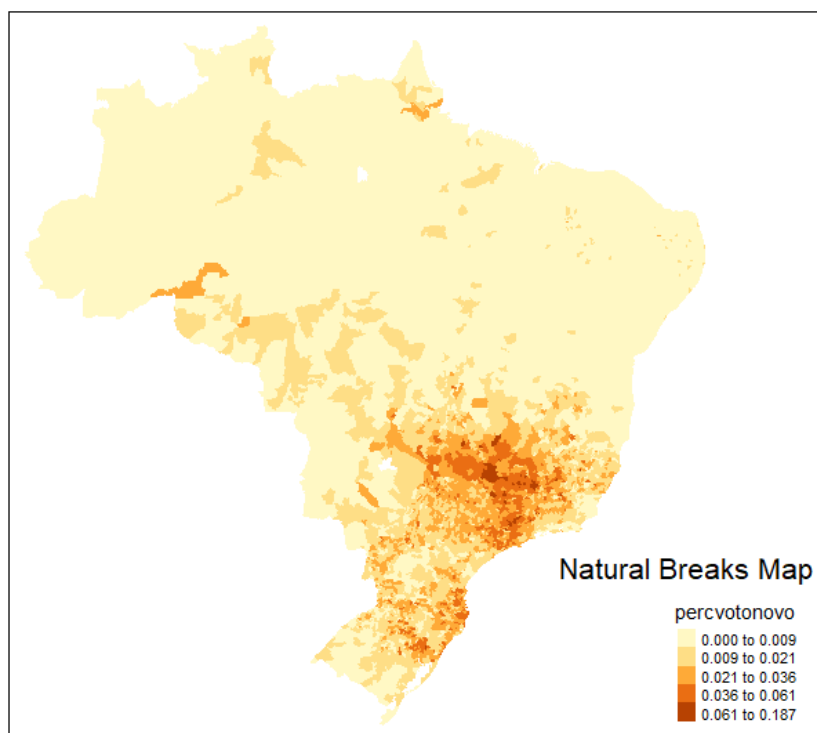 Natural Breaks Map
percvotonovo
0.000 to 0.009
0.009 to 0.021
0.021 to 0.036
0.036 to 0.061
0.061 to 0.187